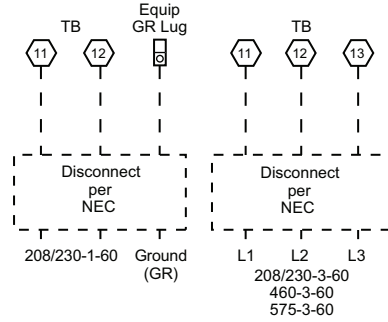 Equip
GR Lug
TB
11
12
Disconnect
per
NEC
208/230-1-60
Ground
(GR)
TB
11
12
13
Disconnect
per
NEC
L1 L2 L3
208/230-3-60
460-3-60
575-3-60